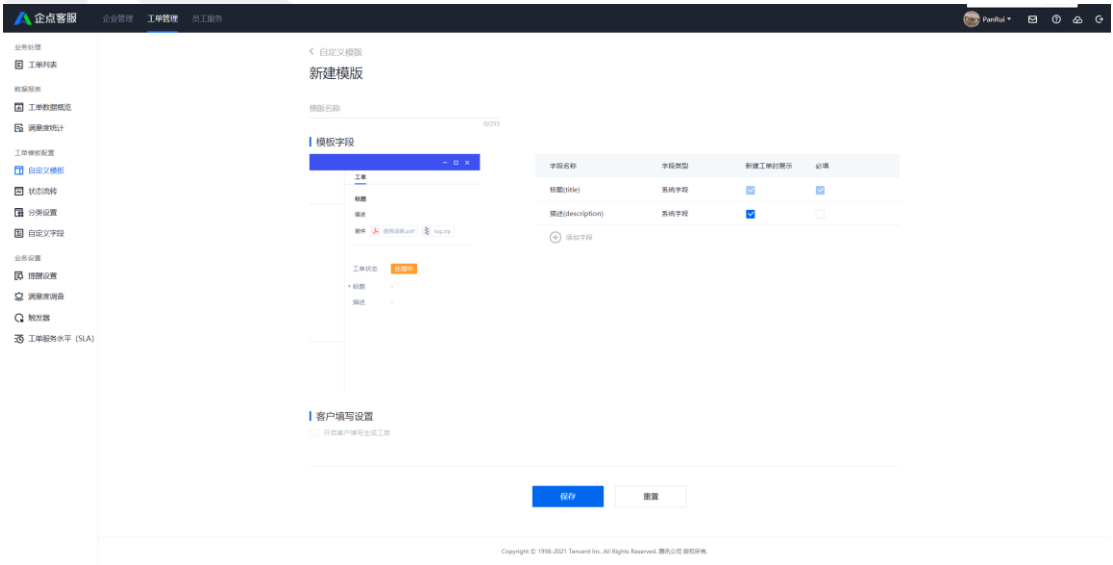 企点客服 企业管理 工单管理 员工服务 PanRui
业务处理
工单列表
数据报表
工单数据概览
满意度统计
工单模板配置
自定义模板
状态流转
分类设置
自定义字段
业务设置
提醒设置
满意度调查
触发器
工单服务水平（SLA）
< 自定义模版
新建模版
模版名称
0/255
模板字段
工单
标题
描述
附件 使用说明.pdf log.zip
工单状态 处理中
* 标题 -
描述 -
字段名称 字段类型 新建工单时展示 必填
标题(title) 系统字段
描述(description) 系统字段
添加字段
客户填写设置
开启客户填写生成工单
保存 重置
Copyright © 1998-2021 Tencent Inc. All Rights Reserved. 腾讯公司 版权所有